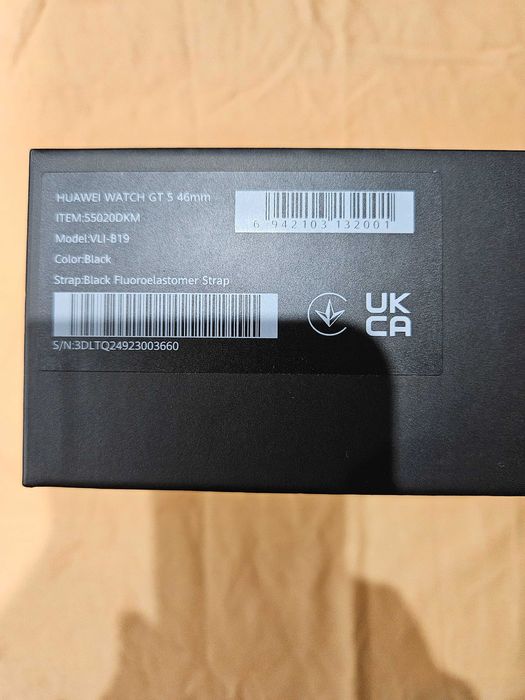 HUAWEI WATCH GT 5 46mm
ITEM:55020DKM
Model:VLI-B19
Color:Black
Strap:Black Fluoroelastomer Strap
6 942103 132001
S/N:3DLTQ24923003660
UK
CA